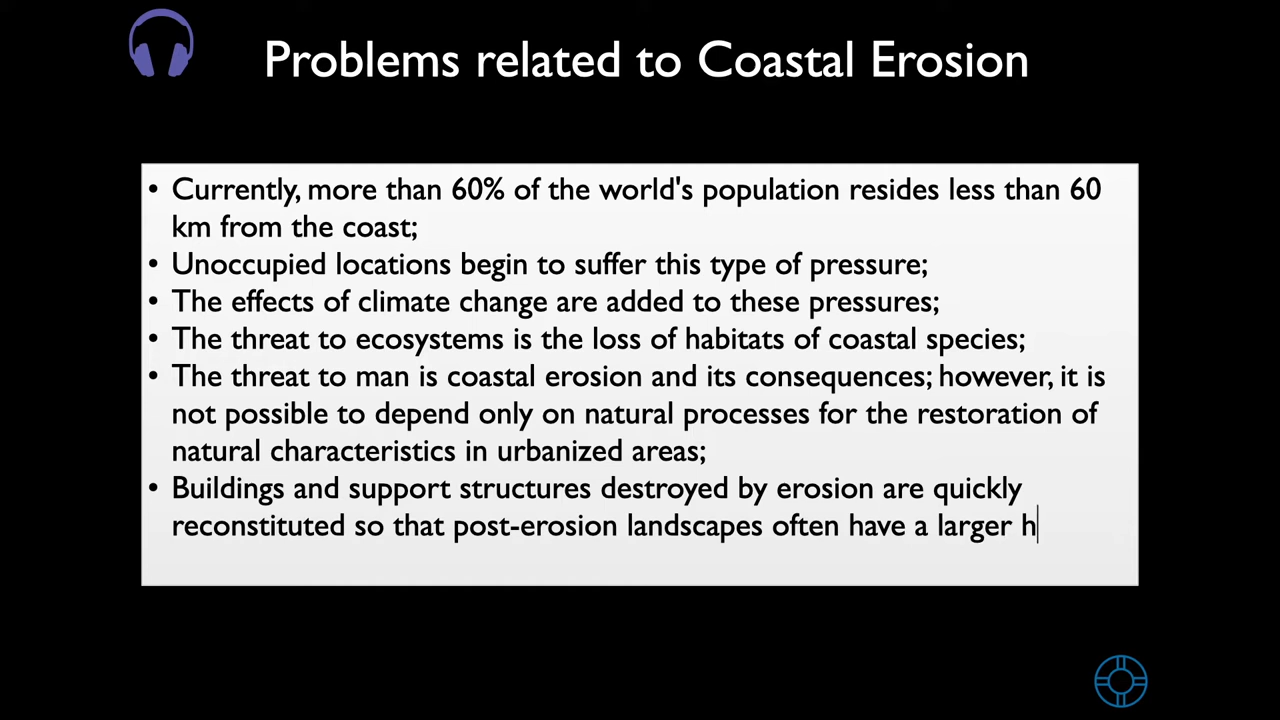 Problems related to Coastal Erosion
• Currently, more than 60% of the world's population resides less than 60
km from the coast;
• Unoccupied locations begin to suffer this type of pressure;
• The effects of climate change are added to these pressures;
• The threat to ecosystems is the loss of habitats of coastal species;
• The threat to man is coastal erosion and its consequences; however, it is
not possible to depend only on natural processes for the restoration of
natural characteristics in urbanized areas;
• Buildings and support structures destroyed by erosion are quickly
reconstituted so that post-erosion landscapes often have a larger h